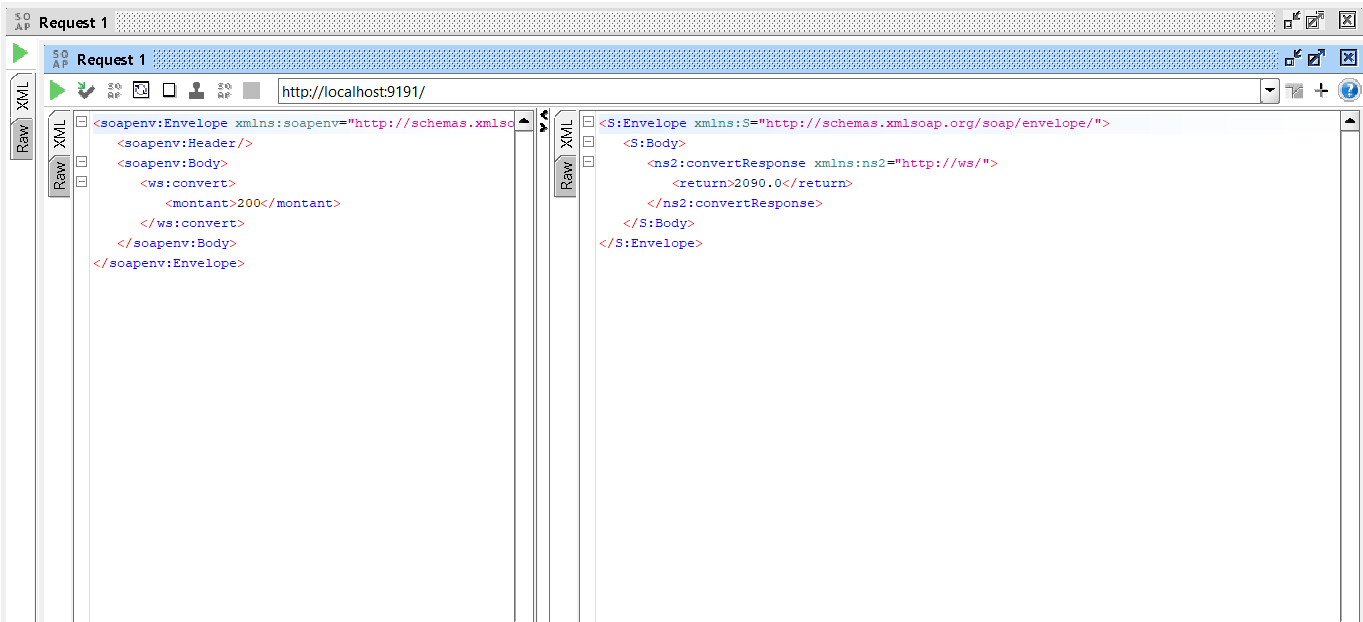 SO AP Request 1
SO AP Request 1
http://localhost:9191/
XML
Raw
XML
Raw
<soapenv:Envelope xmlns:soapenv="http://schemas.xmlso
<soapenv:Header/>
<soapenv:Body>
<ws:convert>
<montant>200</montant>
</ws:convert>
</soapenv:Body>
</soapenv:Envelope>
XML
Raw
<S:Envelope xmlns:S="http://schemas.xmlsoap.org/soap/envelope/">
<S:Body>
<ns2:convertResponse xmlns:ns2="http://ws/">
<return>2090.0</return>
</ns2:convertResponse>
</S:Body>
</S:Envelope>